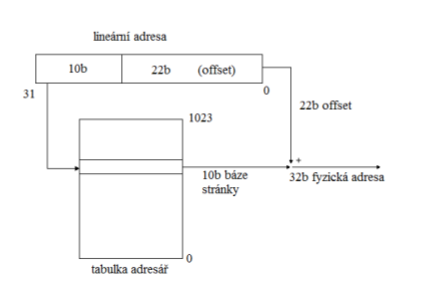 lineární adresa
10b
22b (offset)
31
0
22b offset
1023
+
10b báze
stránky
32b fyzická adresa
0
tabulka adresář